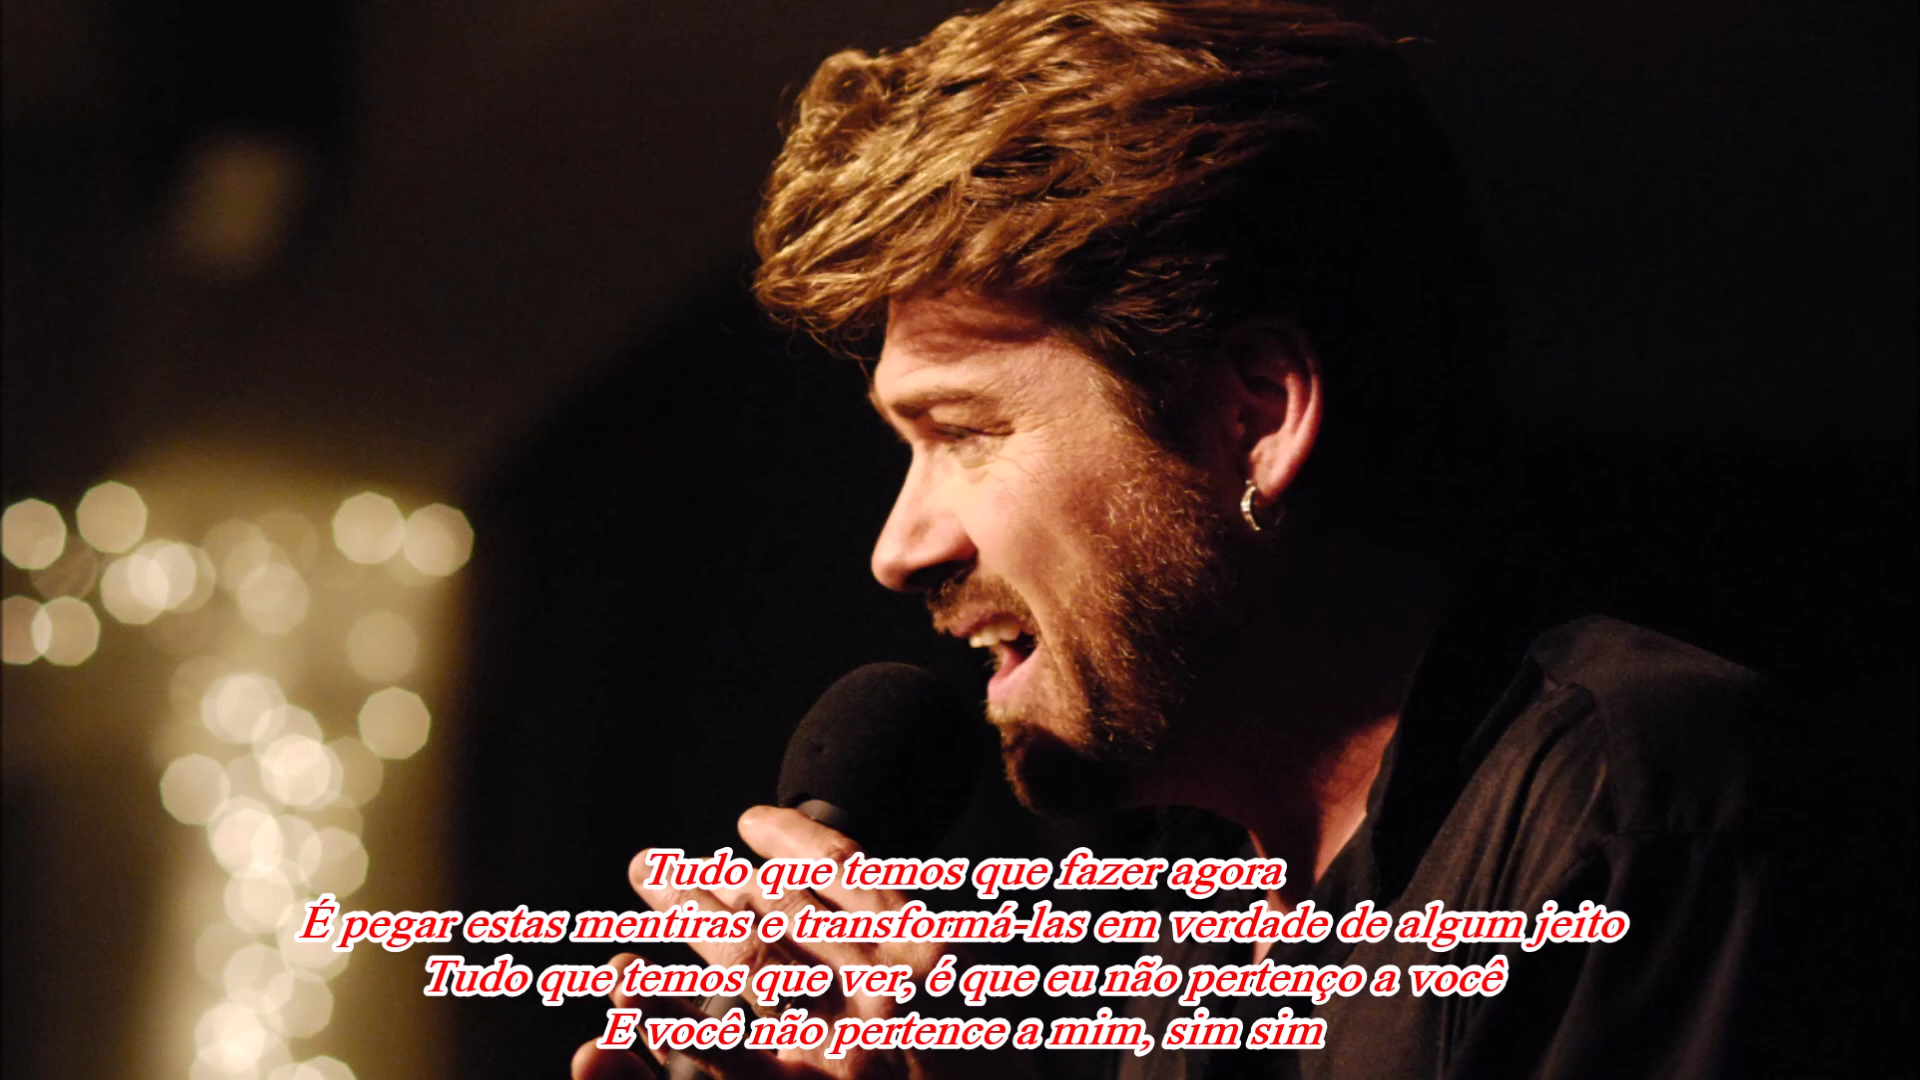 Tudo que temos que fazer agora
É pegar estas mentiras e transformá-las em verdade de algum jeito
Tudo que temos que ver, é que eu não pertenço a você
E você não pertence a mim, sim sim